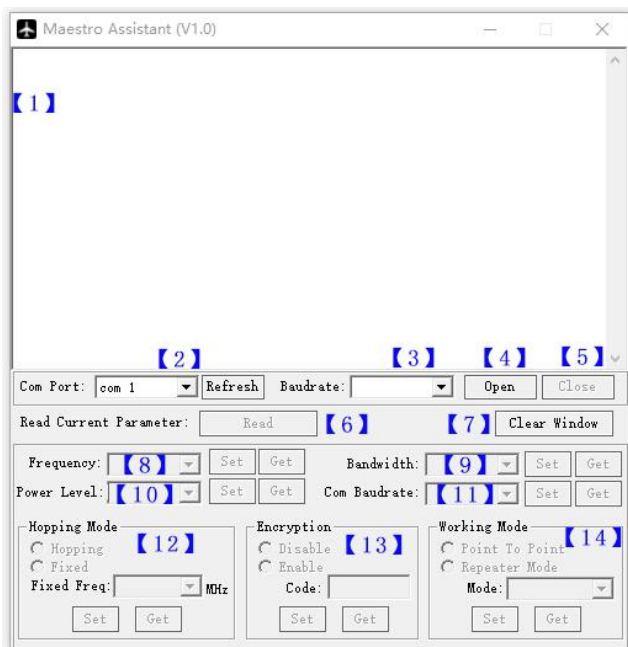 Maestro Assistant (V1.0)
【1】
【2】 【3】 【4】 【5】
Com Port: com 1 Refresh Baudrate: Open Close
Read Current Parameter: Read 【6】 【7】 Clear Window
Frequency: 【8】 Set Get Bandwidth: 【9】 Set Get
Power Level: 【10】 Set Get Com Baudrate: 【11】 Set Get
Hopping Mode 【12】
Hopping
Fixed
Fixed Freq: MHz
Set Get
Encryption 【13】
Disable
Enable
Code:
Set Get
Working Mode 【14】
Point To Point
Repeater Mode
Mode:
Set Get